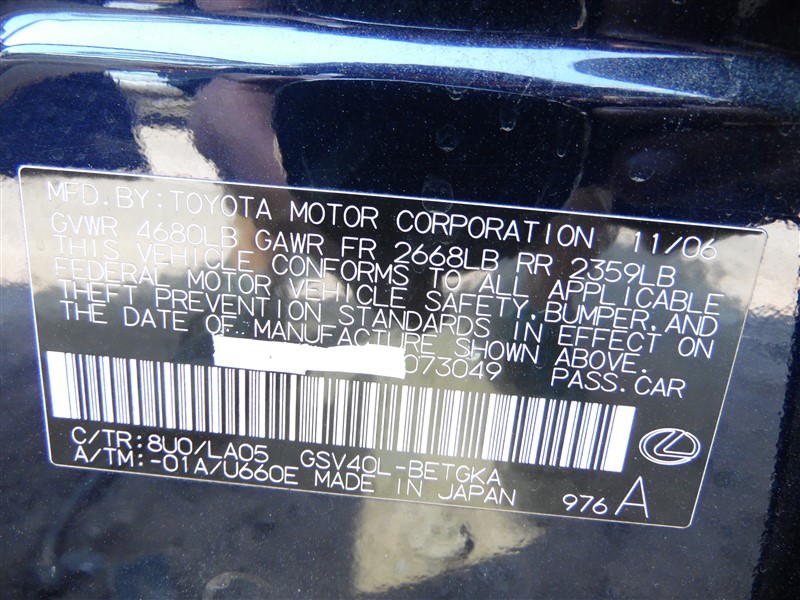 MFD.BY:TOYOTA MOTOR CORPORATION 11/06
GVWR 4680LB GAWR FR 2668LB RR 2359LB
THIS VEHICLE CONFORMS TO ALL APPLICABLE
FEDERAL MOTOR VEHICLE SAFETY,BUMPER,AND
THEFT PREVENTION STANDARDS IN EFFECT ON
THE DATE OF MANUFACTURE SHOWN ABOVE.
073049 PASS.CAR
C/TR:8U0/LA05 GSV40L-BETGKA
A/TM:-01A/U660E MADE IN JAPAN 976 A